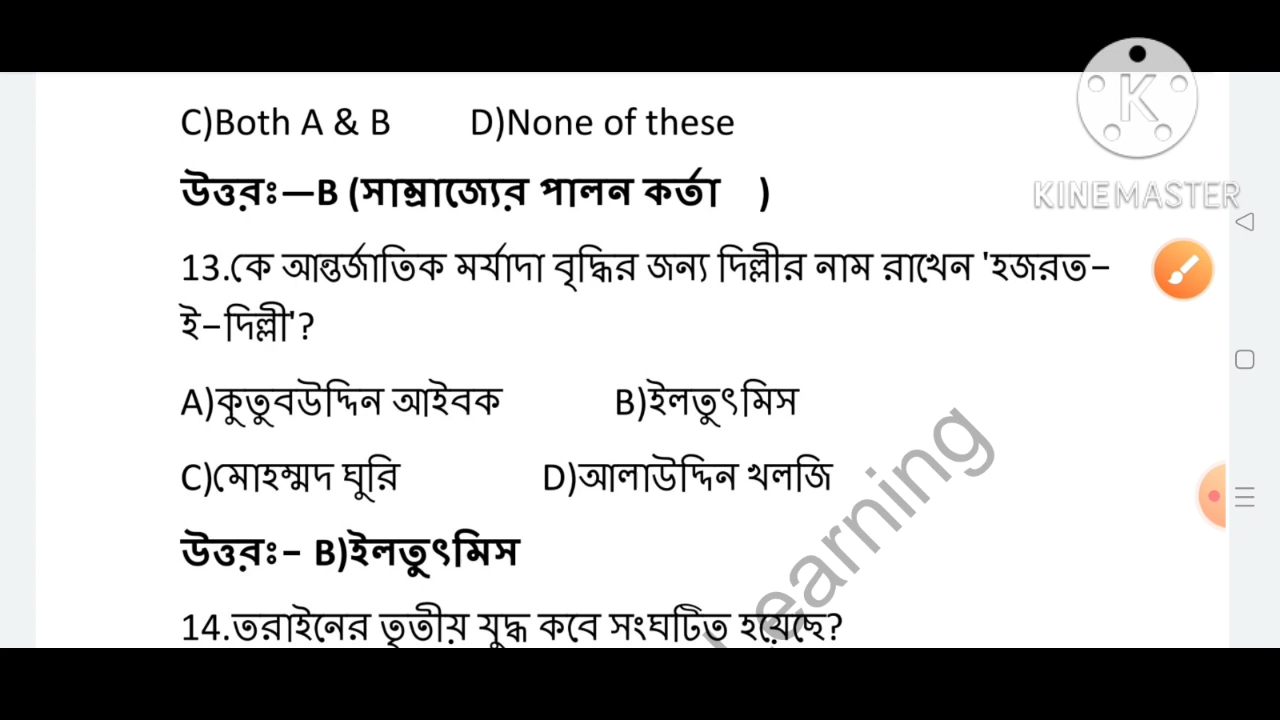 C)Both A & B D)None of these
KINEMASTER
উত্তরঃ—B (সাম্রাজ্যের পালন কর্তা )
13.কে আন্তর্জাতিক মর্যাদা বৃদ্ধির জন্য দিল্লীর নাম রাখেন 'হজরত–
ই–দিল্লী'?
A)কুতুবউদ্দিন আইবক B)ইলতুৎমিস
C)মোহম্মদ ঘুরি D)আলাউদ্দিন খলজি
উত্তরঃ– B)ইলতুৎমিস
14.তরাইনের তৃতীয় যুদ্ধ কবে সংঘটিত হয়েছে?